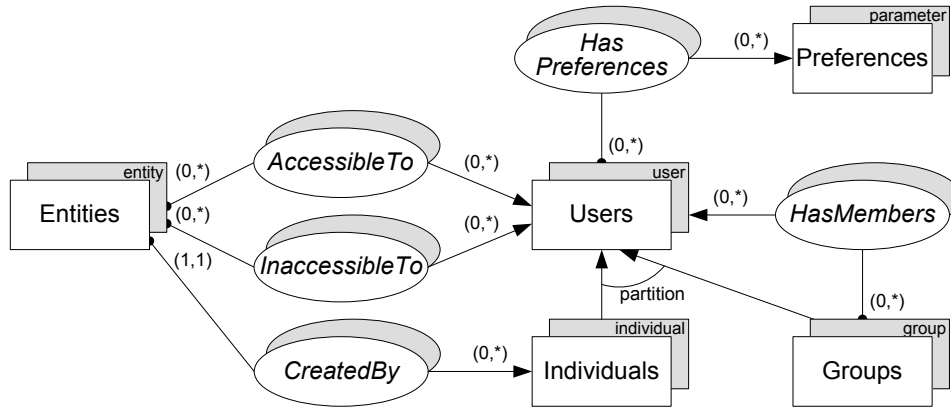 parameter
Has
Preferences
(0,*)
Preferences
AccessibleTo
(0,*)
(0,*)
(0,*)
entity
Entities
user
Users
(0,*)
HasMembers
(0,*)
(0,*)
InaccessibleTo
(1,1)
partition
(0,*)
individual
group
CreatedBy
(0,*)
Individuals
Groups